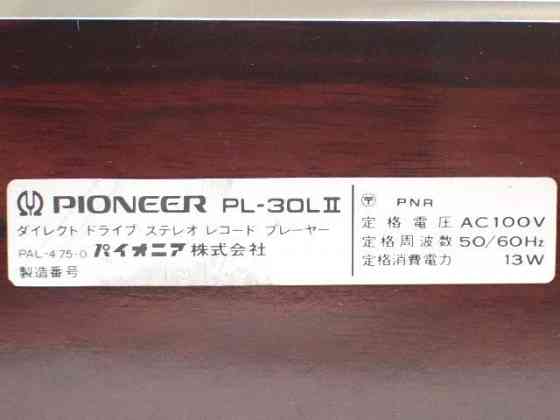 PIONEER PL-30LII
ダイレクト ドライブ ステレオ レコード プレーヤー
PAL-475-0 パイオニア株式会社
製造番号
〒 PNR
定格電圧 AC100V
定格周波数 50/60Hz
定格消費電力 13W